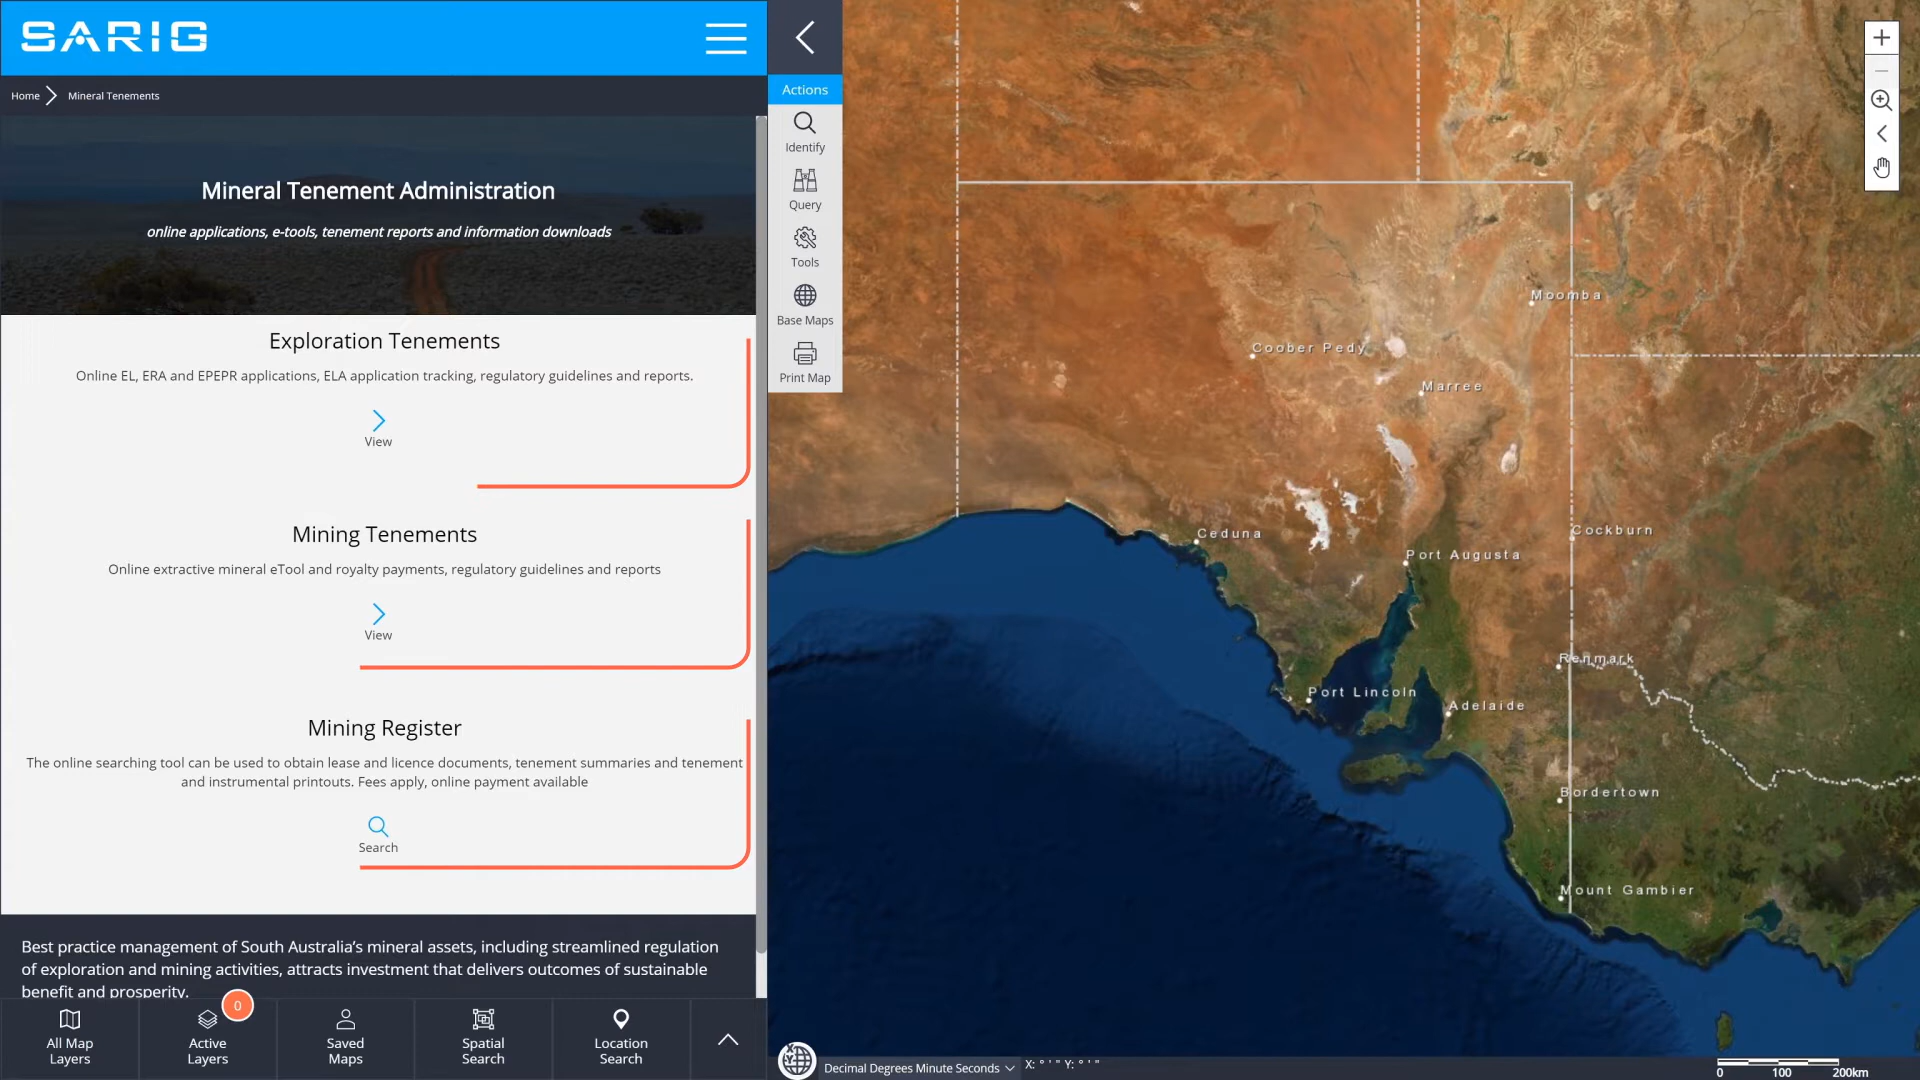 SARIG
Home
Mineral Tenements
Mineral Tenement Administration
online applications, e-tools, tenement reports and information downloads
Exploration Tenements
Online EL, ERA and EPEPR applications, ELA application tracking, regulatory guidelines and reports.
View
Mining Tenements
Online extractive mineral eTool and royalty payments, regulatory guidelines and reports
View
Mining Register
The online searching tool can be used to obtain lease and licence documents, tenement summaries and tenement
and instrumental printouts. Fees apply, online payment available
Search
Best practice management of South Australia's mineral assets, including streamlined regulation
of exploration and mining activities, attracts investment that delivers outcomes of sustainable
benefit and prosperity.
All Map
Layers
0
Active
Layers
Saved
Maps
Spatial
Search
Location
Search
Actions
Identify
Query
Tools
Base Maps
Print Map
Moomba
Coober Pedy
Marree
Ceduna
Cockburn
Port Augusta
Renmark
Port Lincoln
Adelaide
Bordertown
Mount Gambier
Decimal Degrees Minute Seconds
X: ° ' " Y: ° ' "
0 100 200km